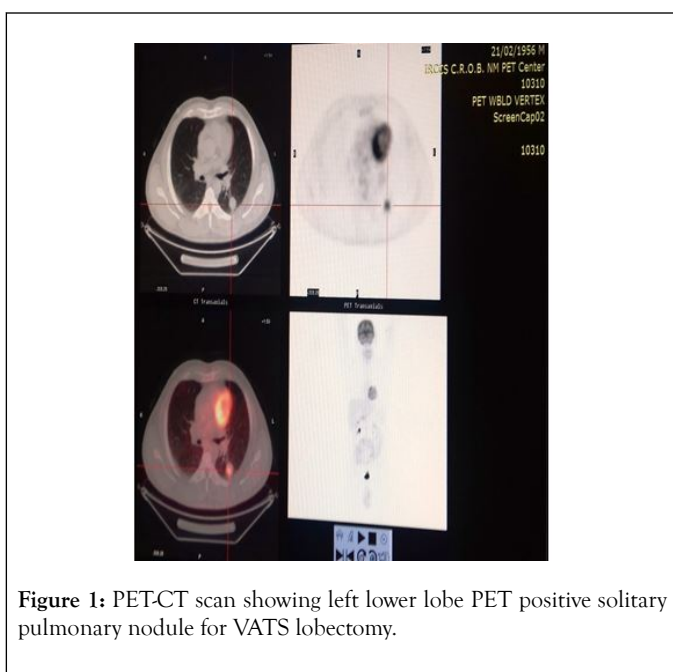 21/02/1956 M
IRCCS C.R.O.B. NM PET Center
10310
PET WBLD VERTEX
ScreenCap02
10310
CT Transaxials
PET Transaxials
Figure 1: PET-CT scan showing left lower lobe PET positive solitary
pulmonary nodule for VATS lobectomy.